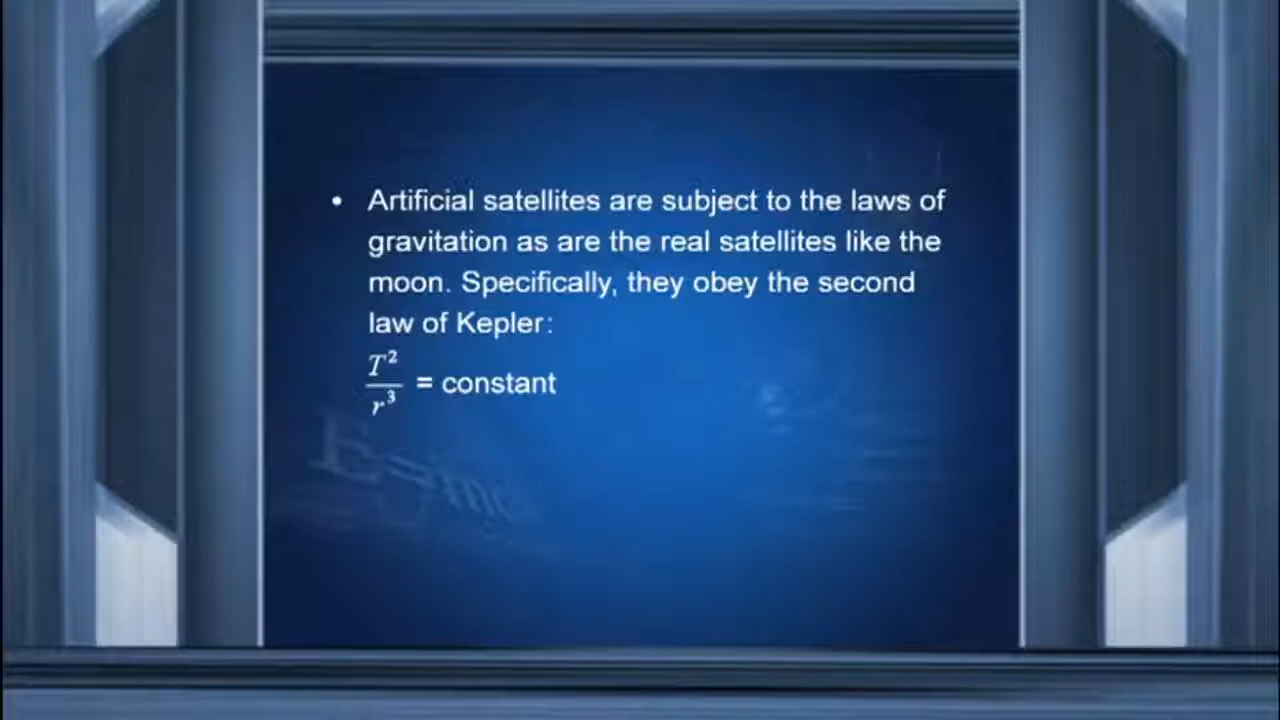 • Artificial satellites are subject to the laws of
gravitation as are the real satellites like the
moon. Specifically, they obey the second
law of Kepler:
T²/r³ = constant
E=mc